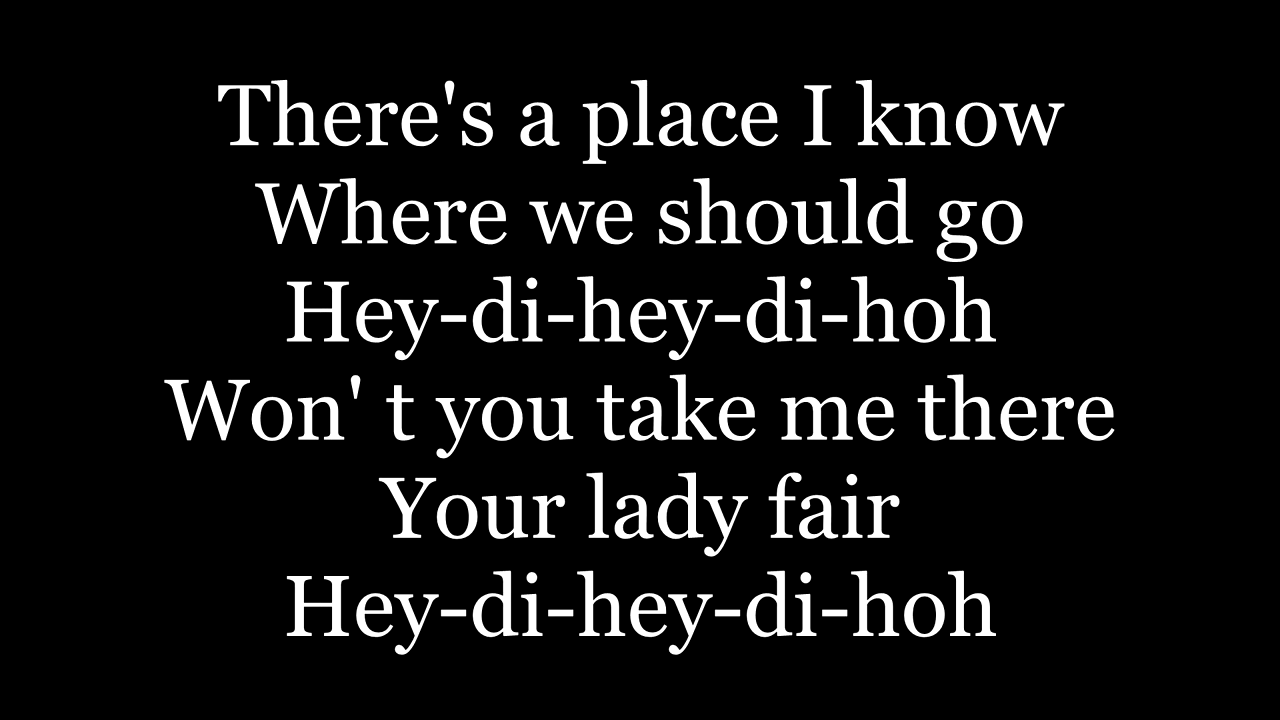 There's a place I know
Where we should go
Hey-di-hey-di-hoh
Won' t you take me there
Your lady fair
Hey-di-hey-di-hoh